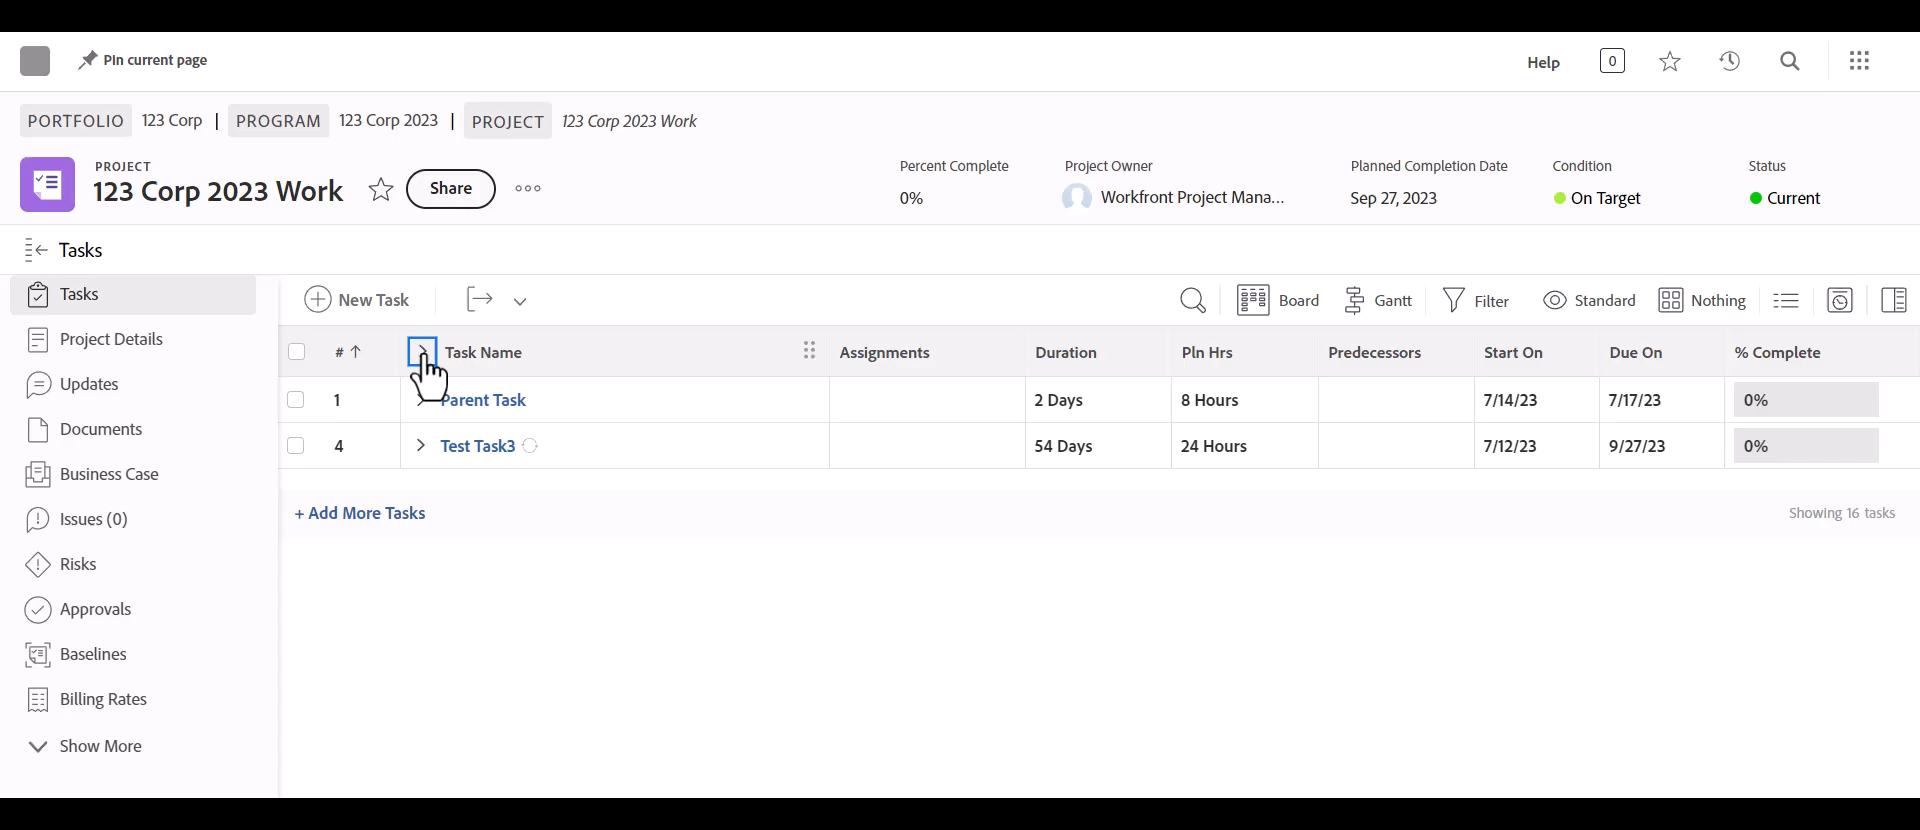 Pin current page
Help
0
PORTFOLIO 123 Corp | PROGRAM 123 Corp 2023 | PROJECT 123 Corp 2023 Work
PROJECT
123 Corp 2023 Work
Share
Percent Complete
0%
Project Owner
Workfront Project Mana...
Planned Completion Date
Sep 27, 2023
Condition
On Target
Status
Current
Tasks
Tasks
Project Details
Updates
Documents
Business Case
Issues (0)
Risks
Approvals
Baselines
Billing Rates
Show More
New Task
Board
Gantt
Filter
Standard
Nothing
# Task Name Assignments Duration Pln Hrs Predecessors Start On Due On % Complete
1 Parent Task 2 Days 8 Hours 7/14/23 7/17/23 0%
4 Test Task3 54 Days 24 Hours 7/12/23 9/27/23 0%
+ Add More Tasks
Showing 16 tasks